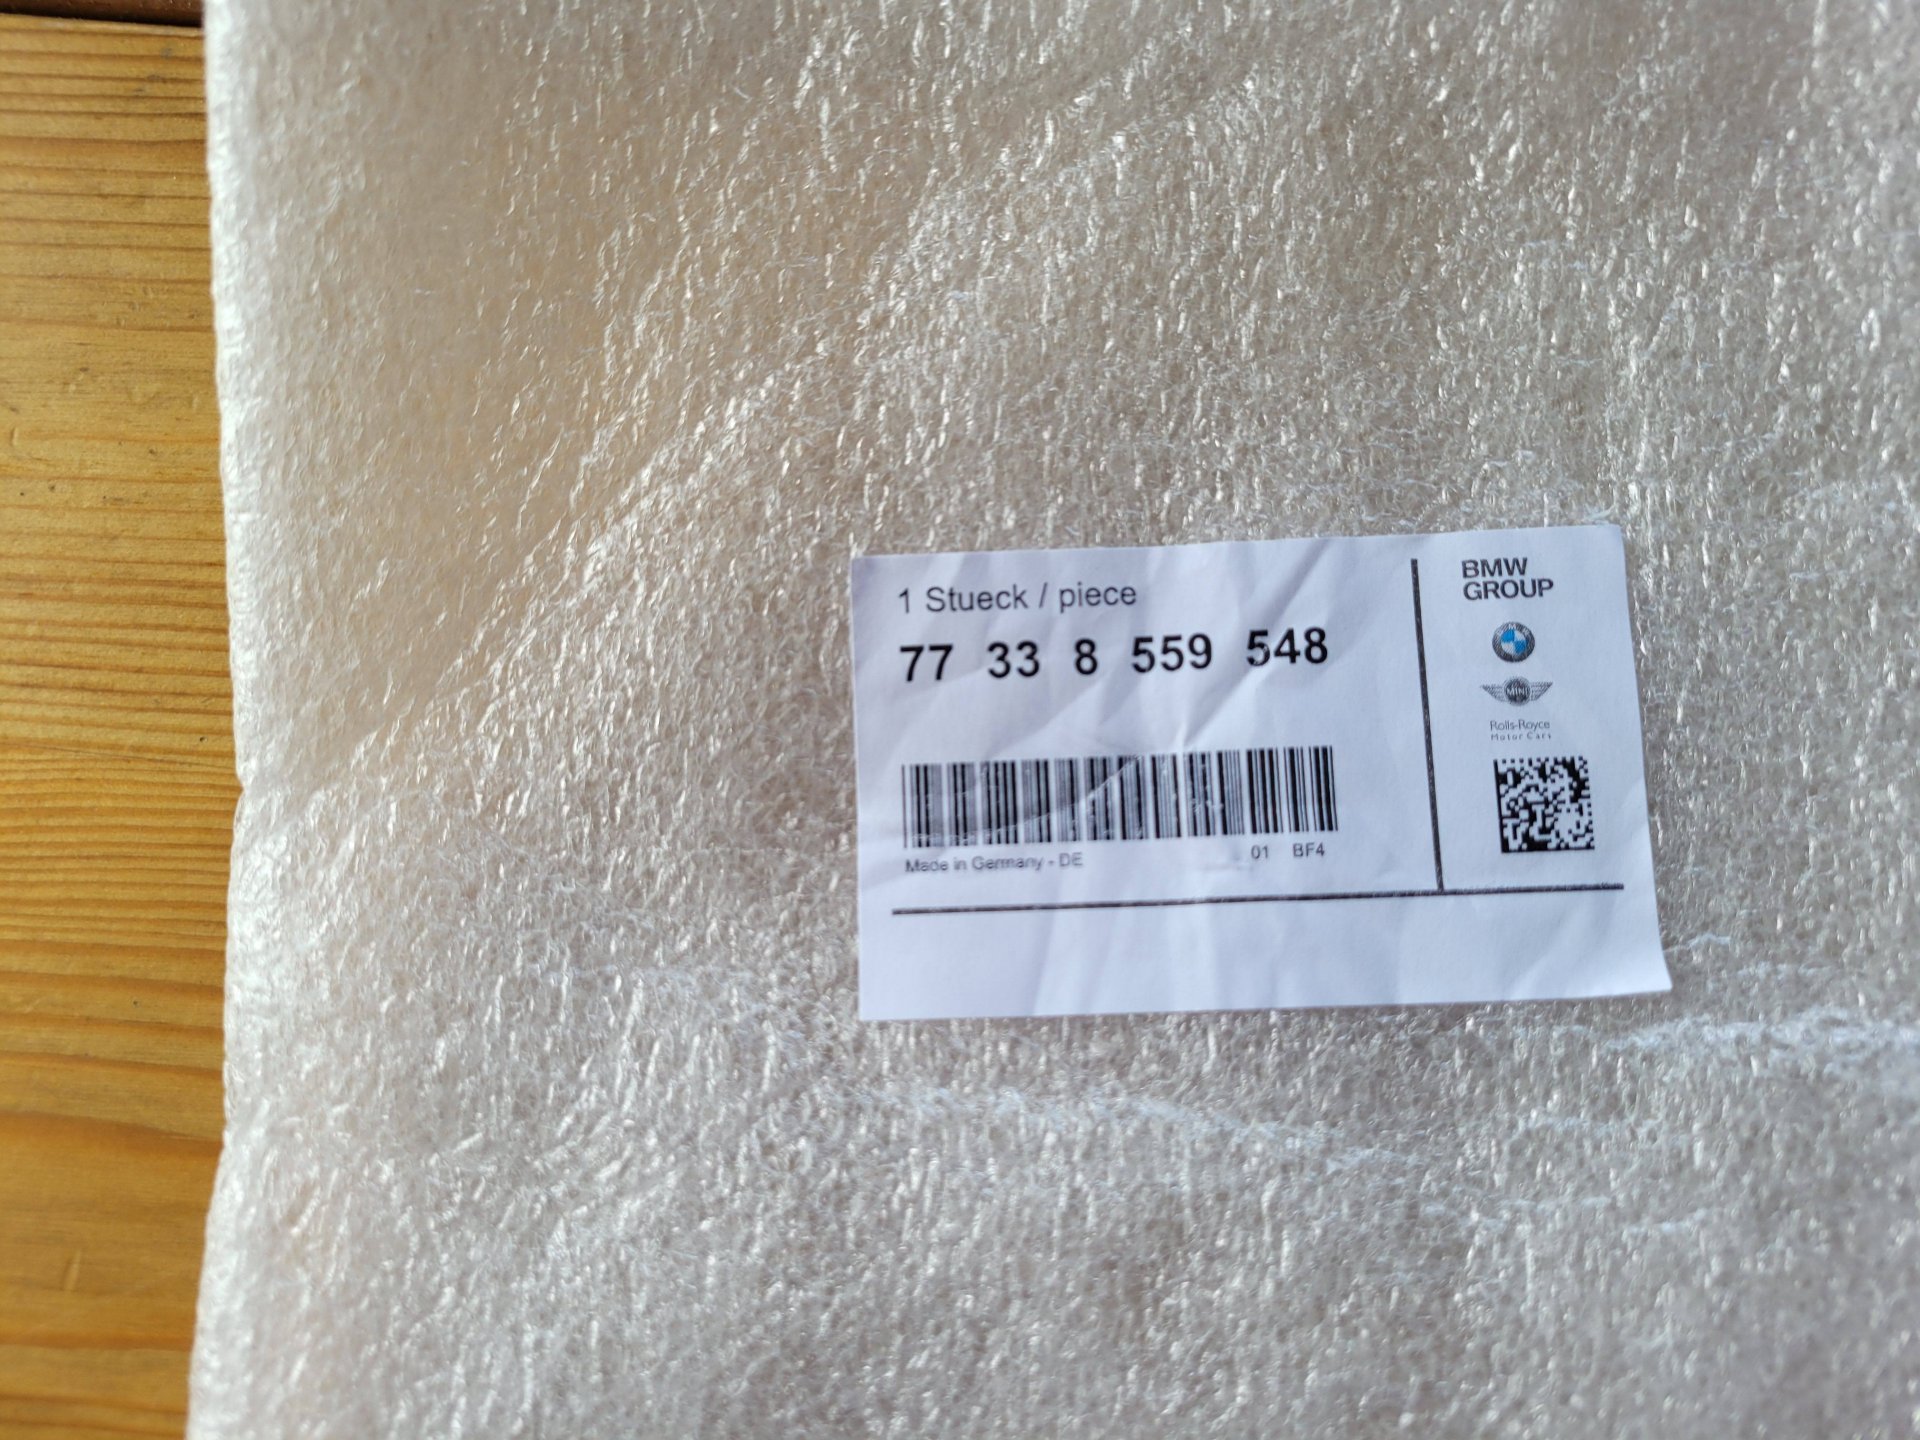 1 Stueck / piece
77 33 8 559 548
Made in Germany - DE
01 BF4
BMW
GROUP
MINI
Rolls-Royce
Motor Cars